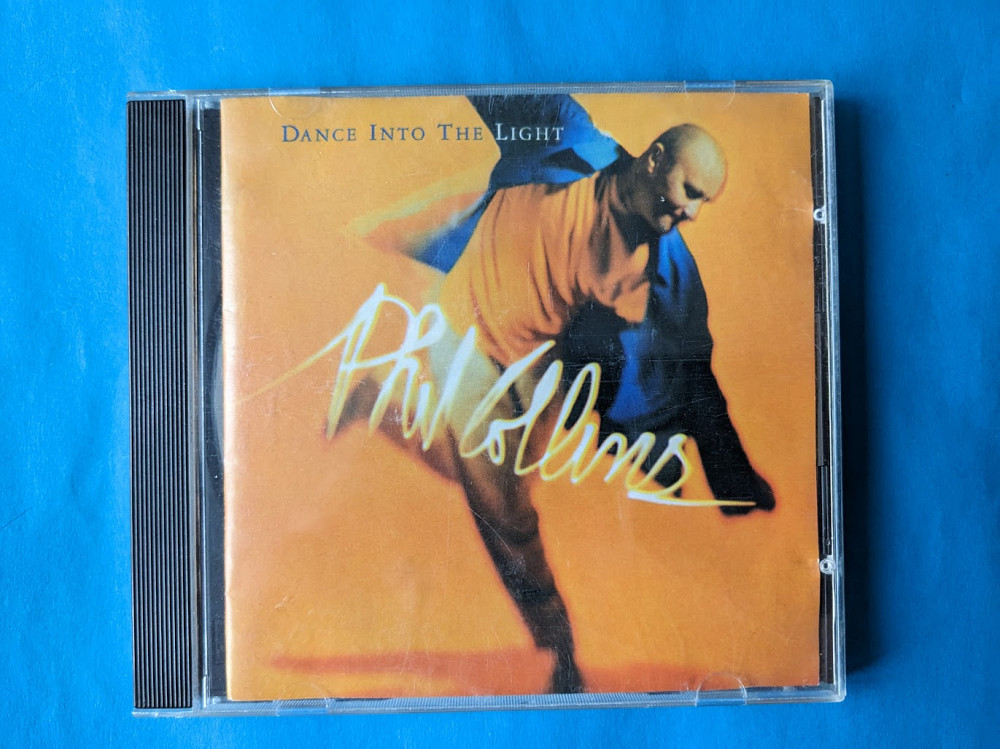 DANCE INTO THE LIGHT
Phil Collins